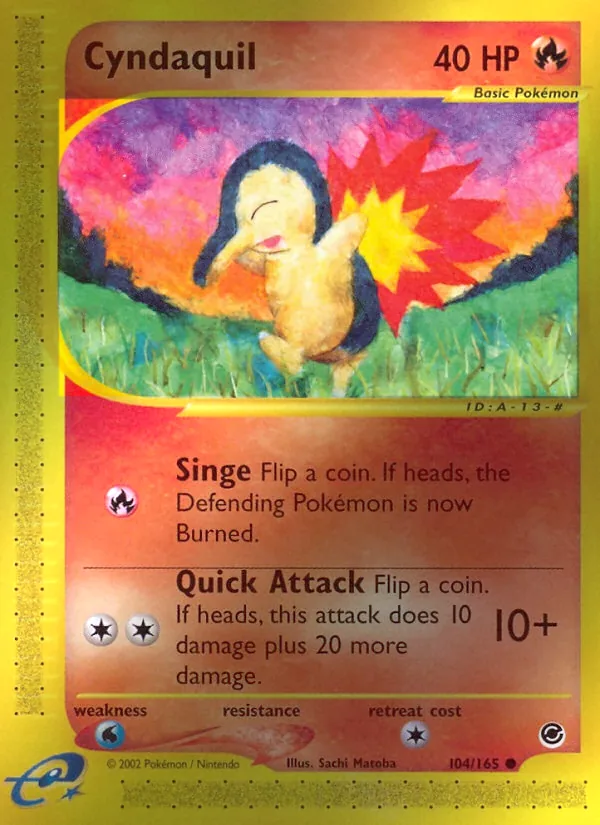 Cyndaquil 40 HP
Basic Pokémon
ID:A-13-#
Singe Flip a coin. If heads, the
Defending Pokémon is now
Burned.
Quick Attack Flip a coin.
If heads, this attack does 10 10+
damage plus 20 more
damage.
weakness resistance retreat cost
© 2002 Pokémon / Nintendo Illus. Sachi Matoba 104/165
e